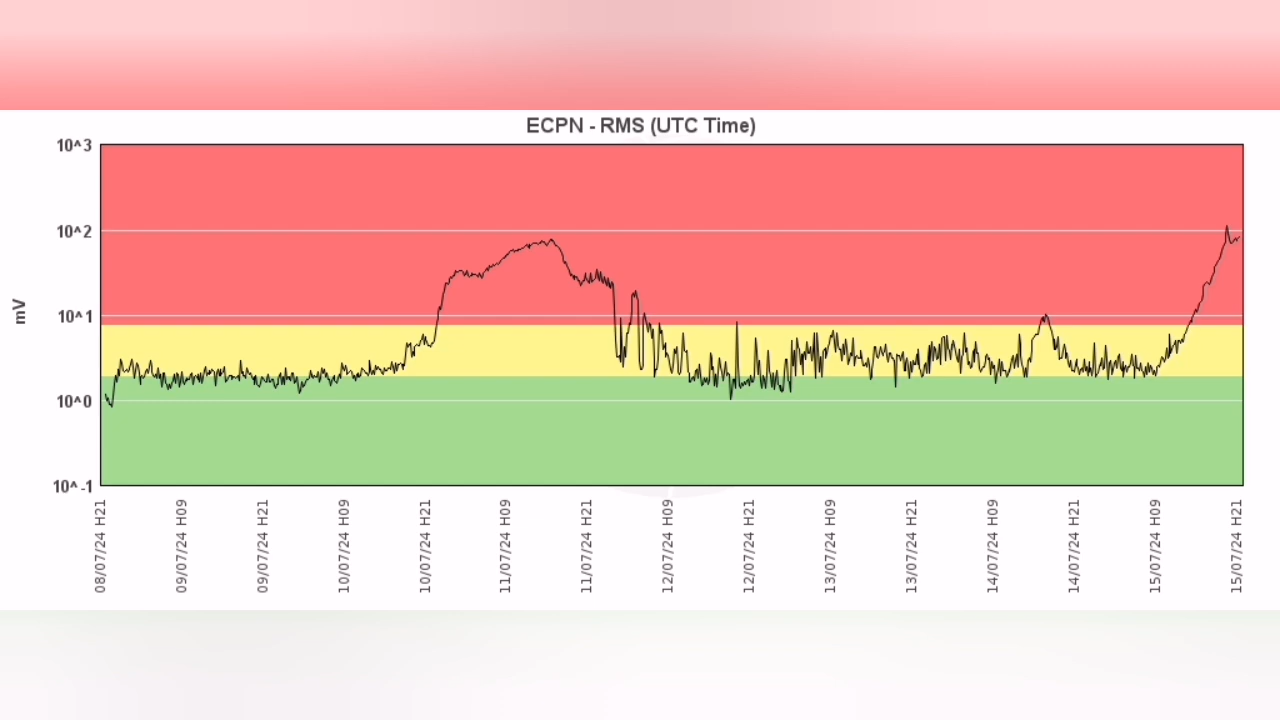 ECPN - RMS (UTC Time)
10^3
10^2
10^1
10^0
10^-1
mV
08/07/24 H21
09/07/24 H09
09/07/24 H21
10/07/24 H09
10/07/24 H21
11/07/24 H09
11/07/24 H21
12/07/24 H09
12/07/24 H21
13/07/24 H09
13/07/24 H21
14/07/24 H09
14/07/24 H21
15/07/24 H09
15/07/24 H21